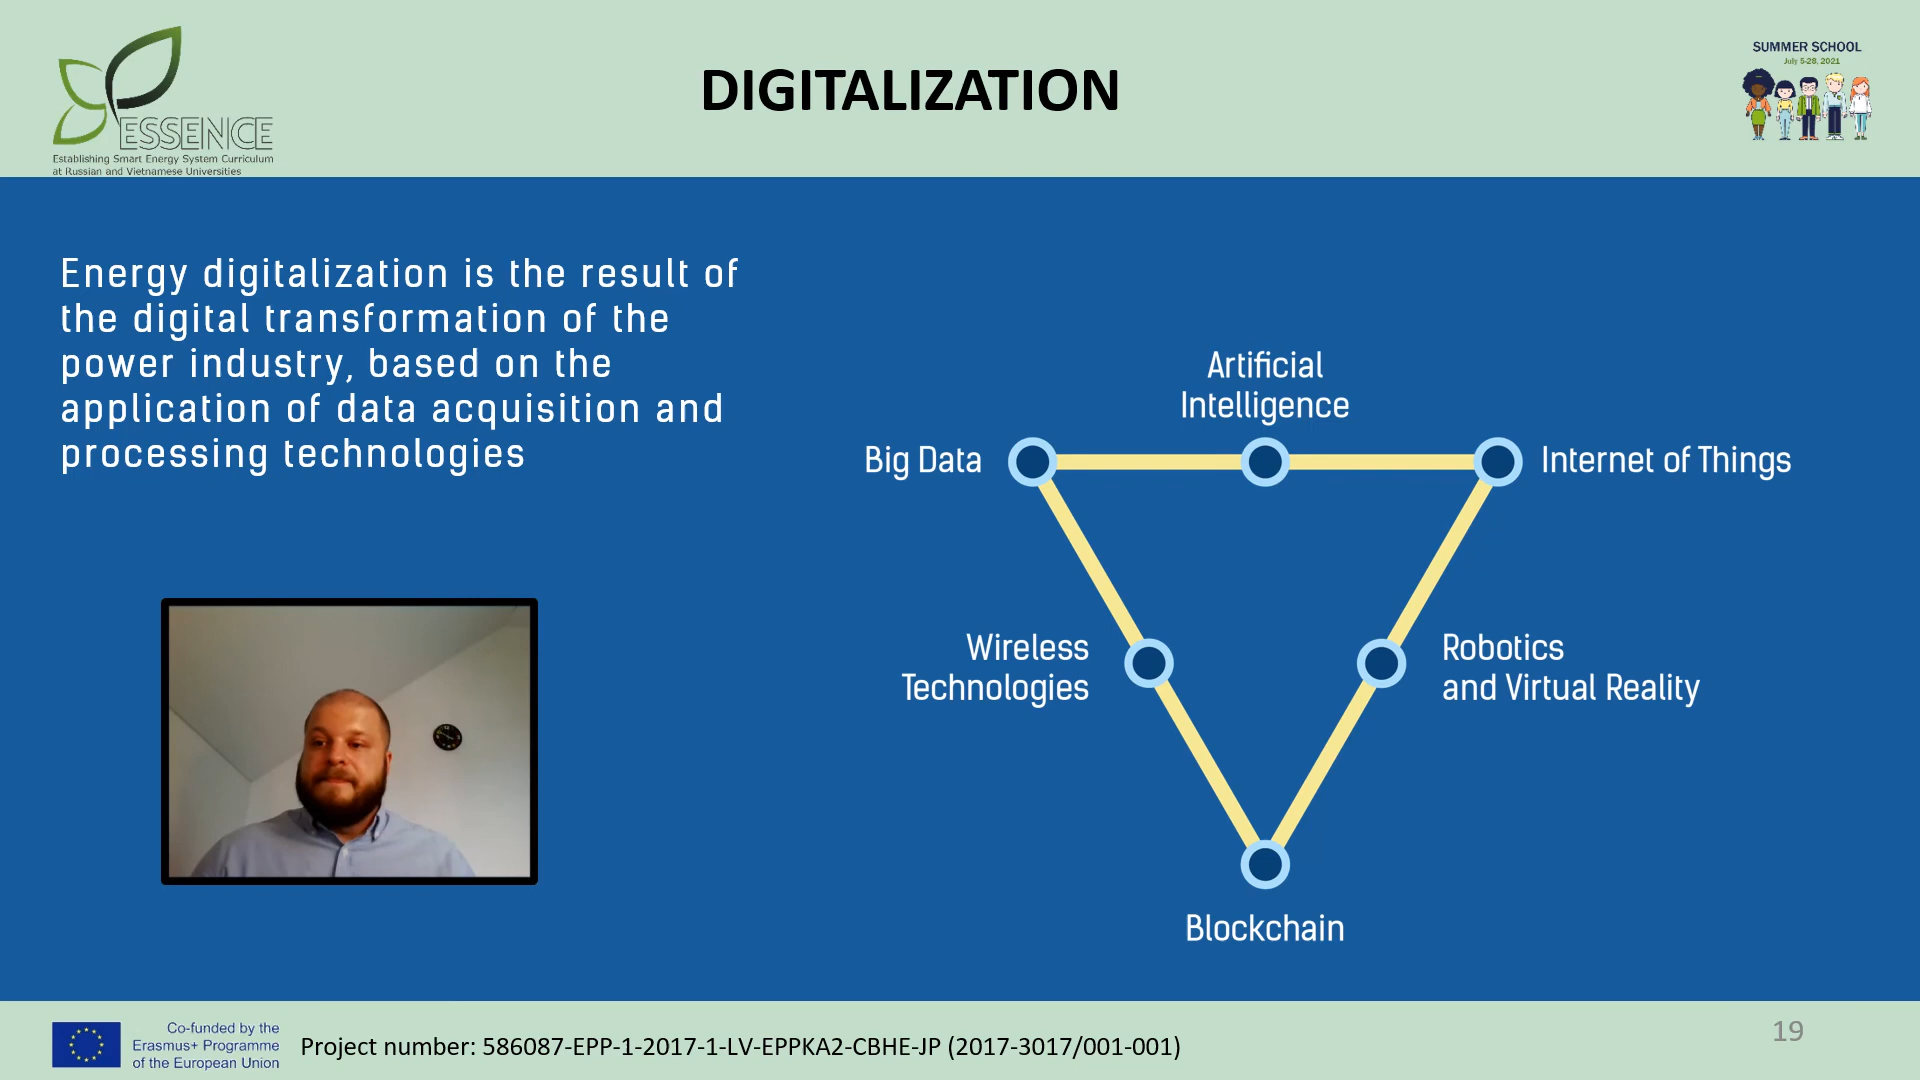 ESSENCE
Establishing Smart Energy System Curriculum
at Russian and Vietnamese Universities
DIGITALIZATION
SUMMER SCHOOL
July 5-28, 2021
Energy digitalization is the result of
the digital transformation of the
power industry, based on the
application of data acquisition and
processing technologies
Artificial
Intelligence
Big Data
Internet of Things
Wireless
Technologies
Robotics
and Virtual Reality
Blockchain
Co-funded by the
Erasmus+ Programme
of the European Union
Project number: 586087-EPP-1-2017-1-LV-EPPKA2-CBHE-JP (2017-3017/001-001)
19